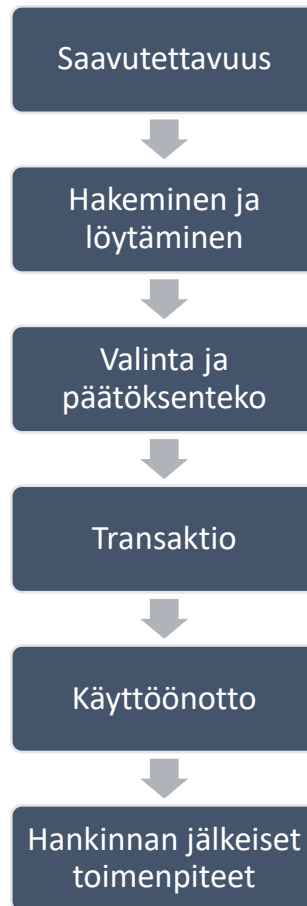 Saavutettavuus
Hakeminen ja
löytäminen
Valinta ja
päätöksenteko
Transaktio
Käyttöönotto
Hankinnan jälkeiset
toimenpiteet